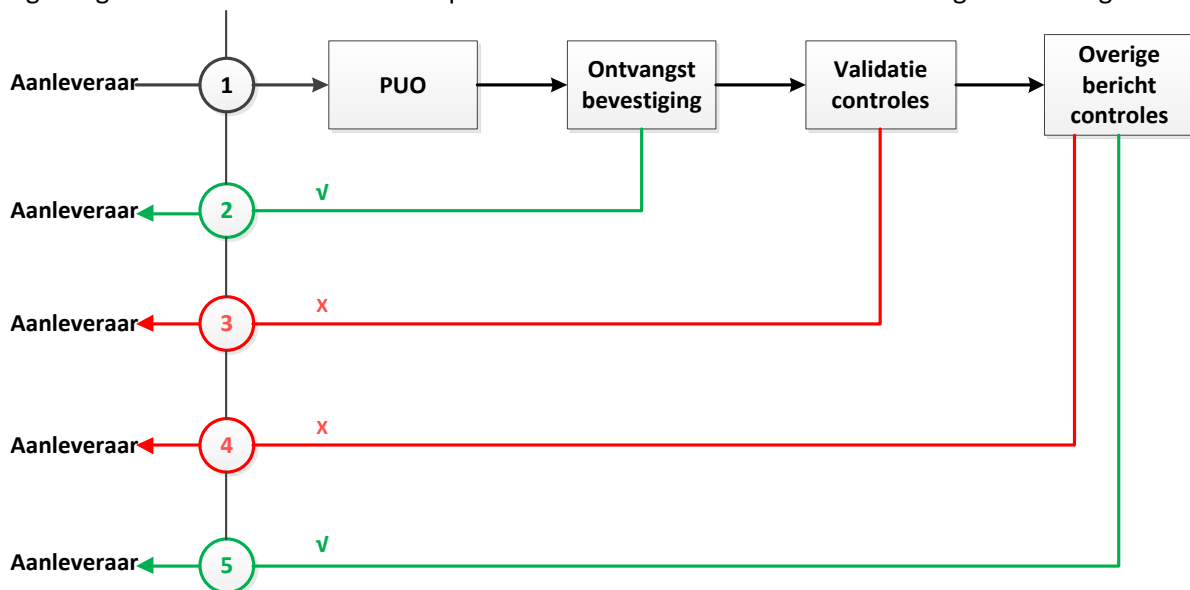 Aanleveraar
1
PUO
Ontvangst
bevestiging
Validatie
controles
Overige
bericht
controles
Aanleveraar
2
√
Aanleveraar
3
X
Aanleveraar
4
X
Aanleveraar
5
√